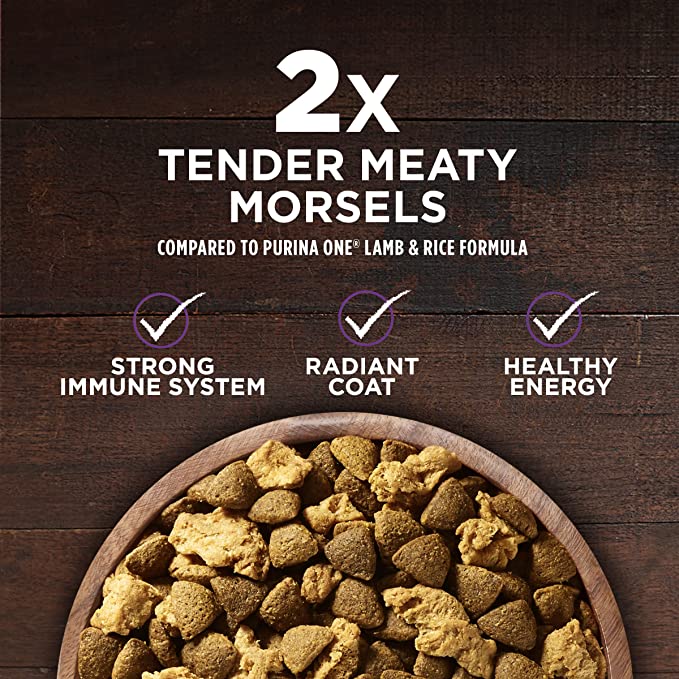 2X
TENDER MEATY
MORSELS
COMPARED TO PURINA ONE® LAMB & RICE FORMULA
STRONG
IMMUNE SYSTEM
RADIANT
COAT
HEALTHY
ENERGY